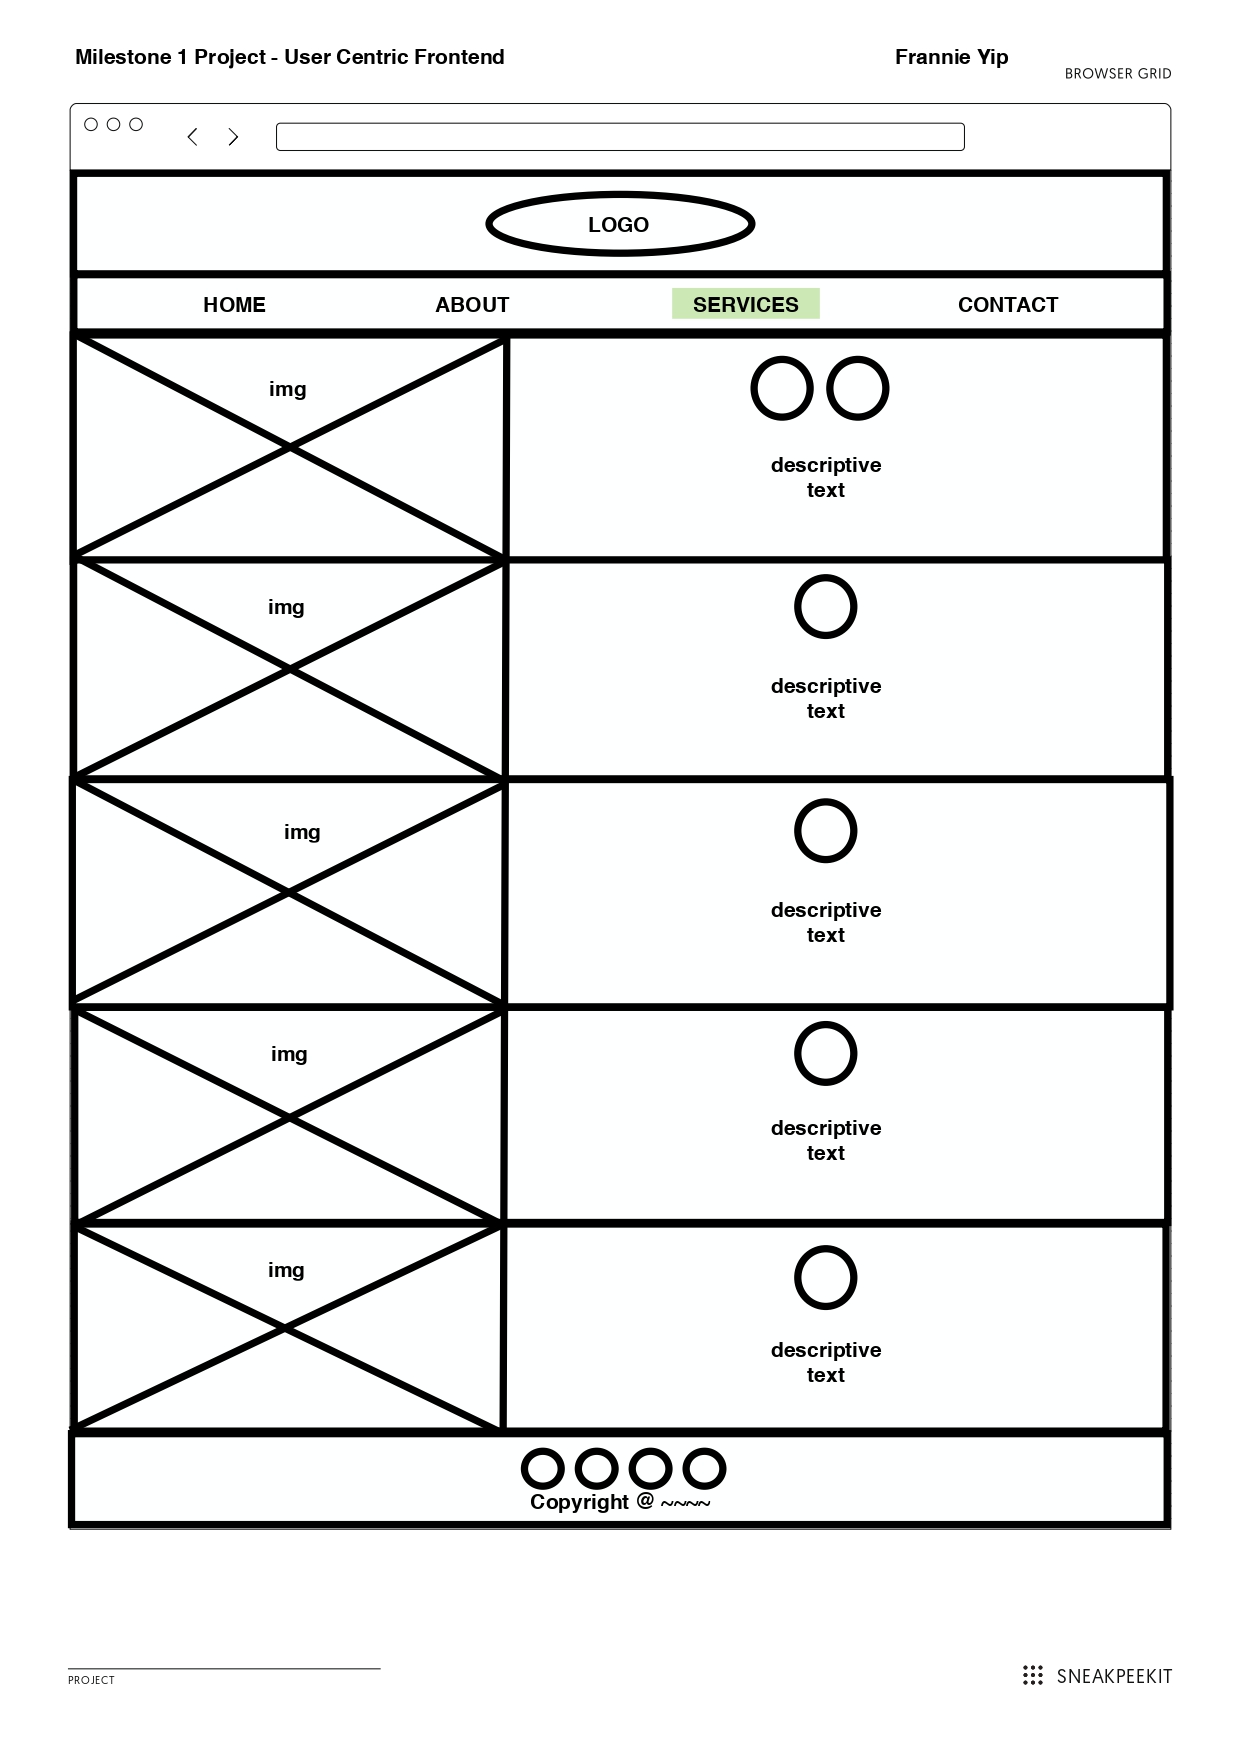 Milestone 1 Project - User Centric Frontend
Frannie Yip
BROWSER GRID
LOGO
HOME ABOUT SERVICES CONTACT
img
descriptive
text
img
descriptive
text
img
descriptive
text
img
descriptive
text
img
descriptive
text
Copyright @ ~~~~
PROJECT
SNEAKPEEKIT